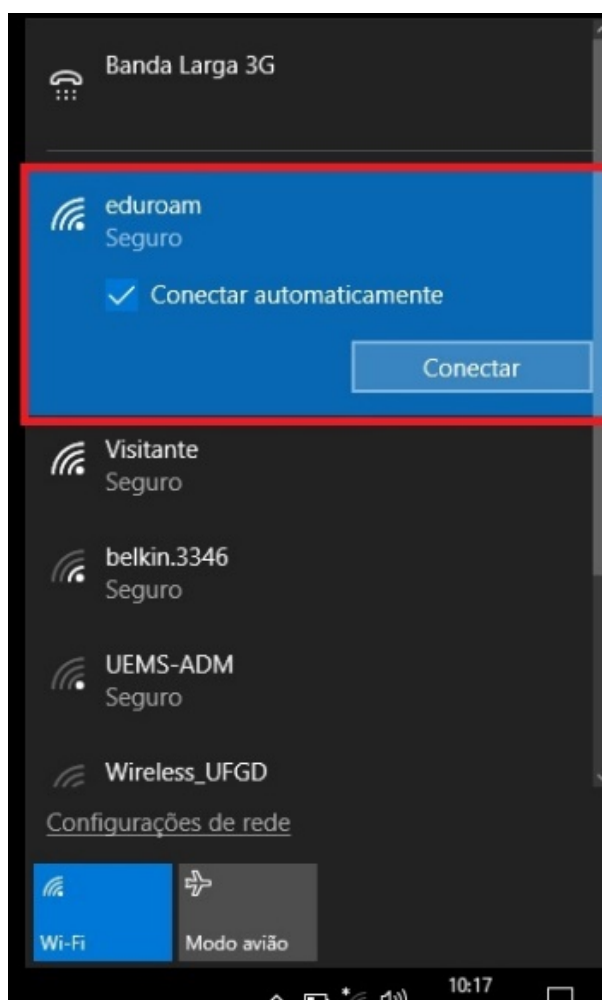 Banda Larga 3G
eduroam
Seguro
Conectar automaticamente
Conectar
Visitante
Seguro
belkin.3346
Seguro
UEMS-ADM
Seguro
Wireless_UFGD
Configurações de rede
Wi-Fi
Modo avião
10:17